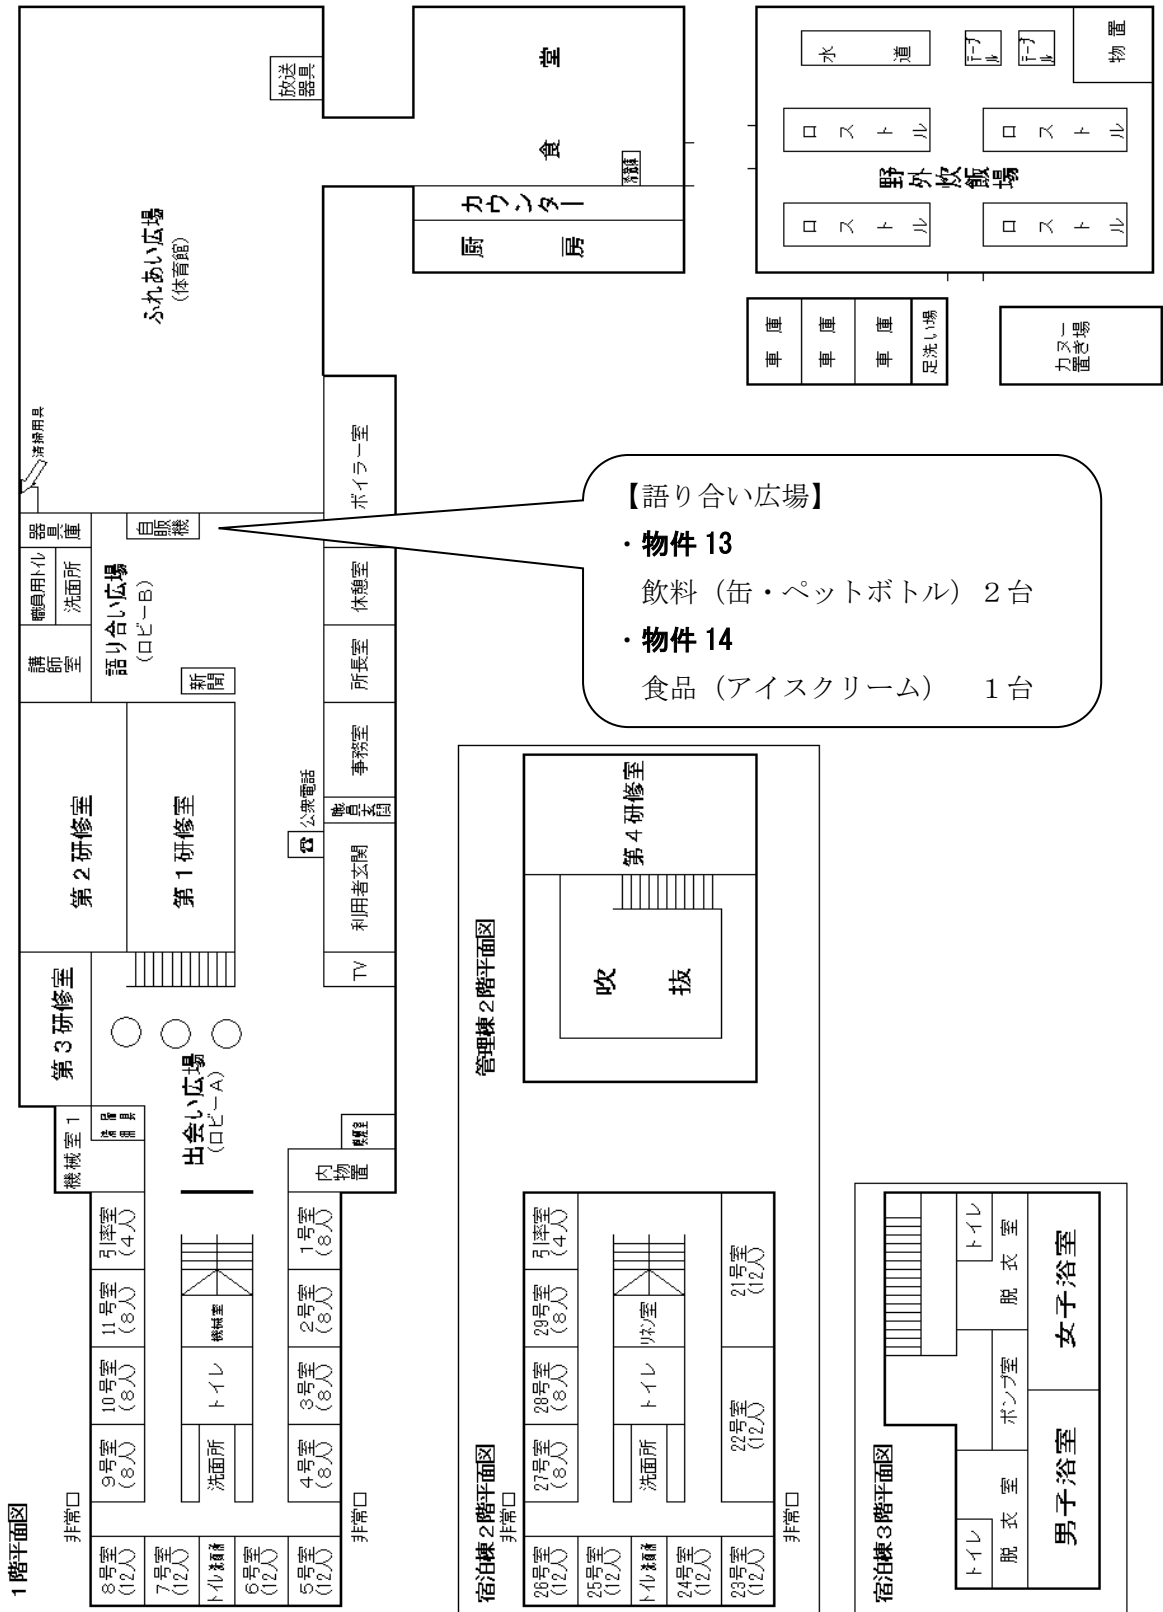 1階平面図
放送
器具
食堂
冷蔵庫
カウンター
厨房
ふれあい広場
(体育館)
清掃用具
器具庫
自販機
職員用トイレ
洗面所
語り合い広場
(ロビーB)
講師室
新聞
ボイラー室
休憩室
所長室
事務室
職員玄関
公衆電話
利用者玄関
TV
第2研修室
第1研修室
第3研修室
出会い広場
(ロビーA)
機械室1
内物置
引率室
(4人)
11号室
(8人)
10号室
(8人)
9号室
(8人)
8号室
(12人)
7号室
(12人)
トイレ洗面所
6号室
(12人)
5号室
(12人)
4号室
(8人)
3号室
(8人)
2号室
(8人)
1号室
(8人)
機械室
トイレ
洗面所
非常口
非常口
水道
テーブル
テーブル
物置
ロストル
ロストル
野外炊飯場
ロストル
ロストル
車庫
車庫
車庫
足洗い場
カヌー
置き場
【語り合い広場】
・物件 13
飲料（缶・ペットボトル）２台
・物件 14
食品（アイスクリーム）　１台
管理棟2階平面図
第4研修室
吹抜
宿泊棟2階平面図
非常口
引率室
(4人)
29号室
(8人)
28号室
(8人)
27号室
(8人)
26号室
(12人)
25号室
(12人)
トイレ洗面所
24号室
(12人)
23号室
(12人)
22号室
(12人)
21号室
(12人)
リネン室
トイレ
洗面所
非常口
宿泊棟3階平面図
トイレ
脱衣室
女子浴室
ポンプ室
トイレ
脱衣室
男子浴室